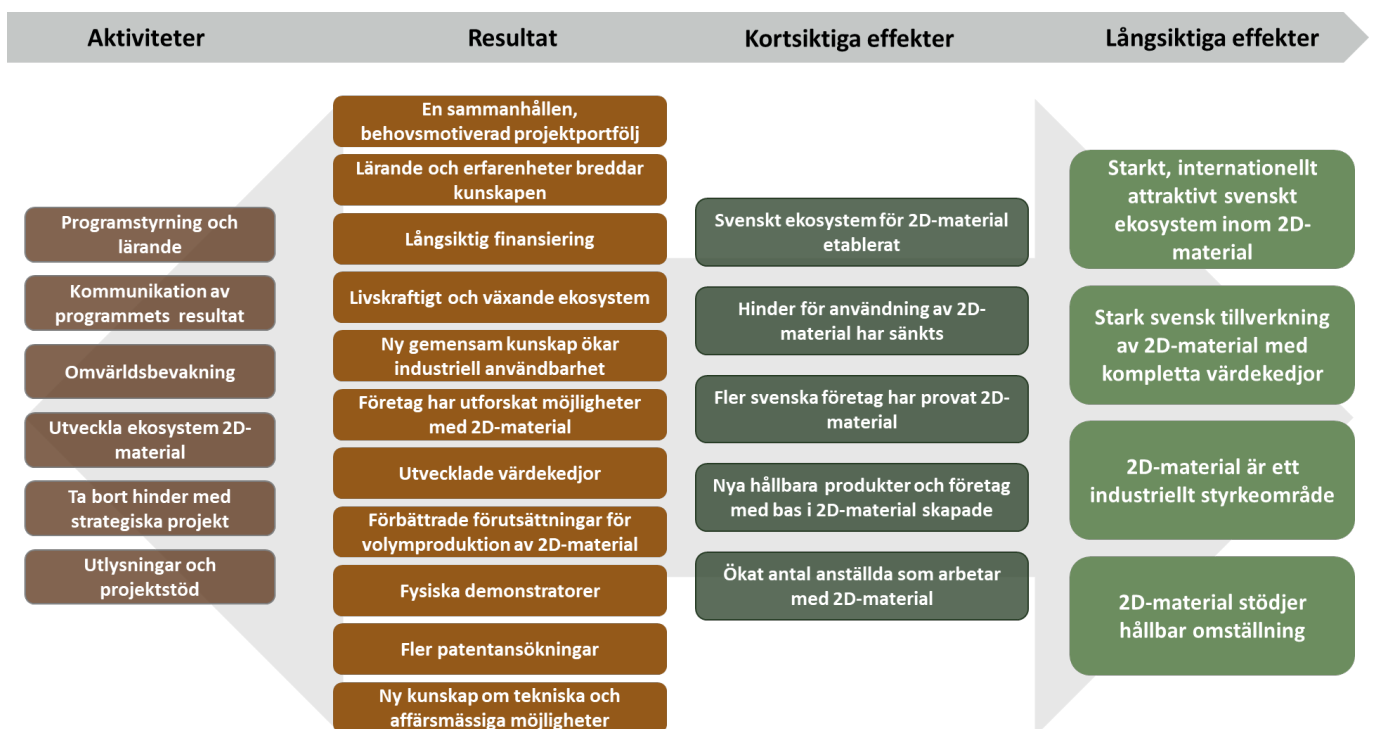 Aktiviteter
Resultat
Kortsiktiga effekter
Långsiktiga effekter
Programstyrning och
lärande
Kommunikation av
programmets resultat
Omvärldsbevakning
Utveckla ekosystem 2D-
material
Ta bort hinder med
strategiska projekt
Utlysningar och
projektstöd
En sammanhållen,
behovsmotiverad projektportfölj
Lärande och erfarenheter breddar
kunskapen
Långsiktig finansiering
Livskraftigt och växande ekosystem
Ny gemensam kunskap ökar
industriell användbarhet
Företag har utforskat möjligheter
med 2D-material
Utvecklade värdekedjor
Förbättrade förutsättningar för
volymproduktion av 2D-material
Fysiska demonstratorer
Fler patentansökningar
Ny kunskap om tekniska och
affärsmässiga möjligheter
Svenskt ekosystem för 2D-material
etablerat
Hinder för användning av 2D-
material har sänkts
Fler svenska företag har provat 2D-
material
Nya hållbara produkter och företag
med bas i 2D-material skapade
Ökat antal anställda som arbetar
med 2D-material
Starkt, internationellt
attraktivt svenskt
ekosystem inom 2D-
material
Stark svensk tillverkning
av 2D-material med
kompletta värdekedjor
2D-material är ett
industriellt styrkeområde
2D-material stödjer
hållbar omställning